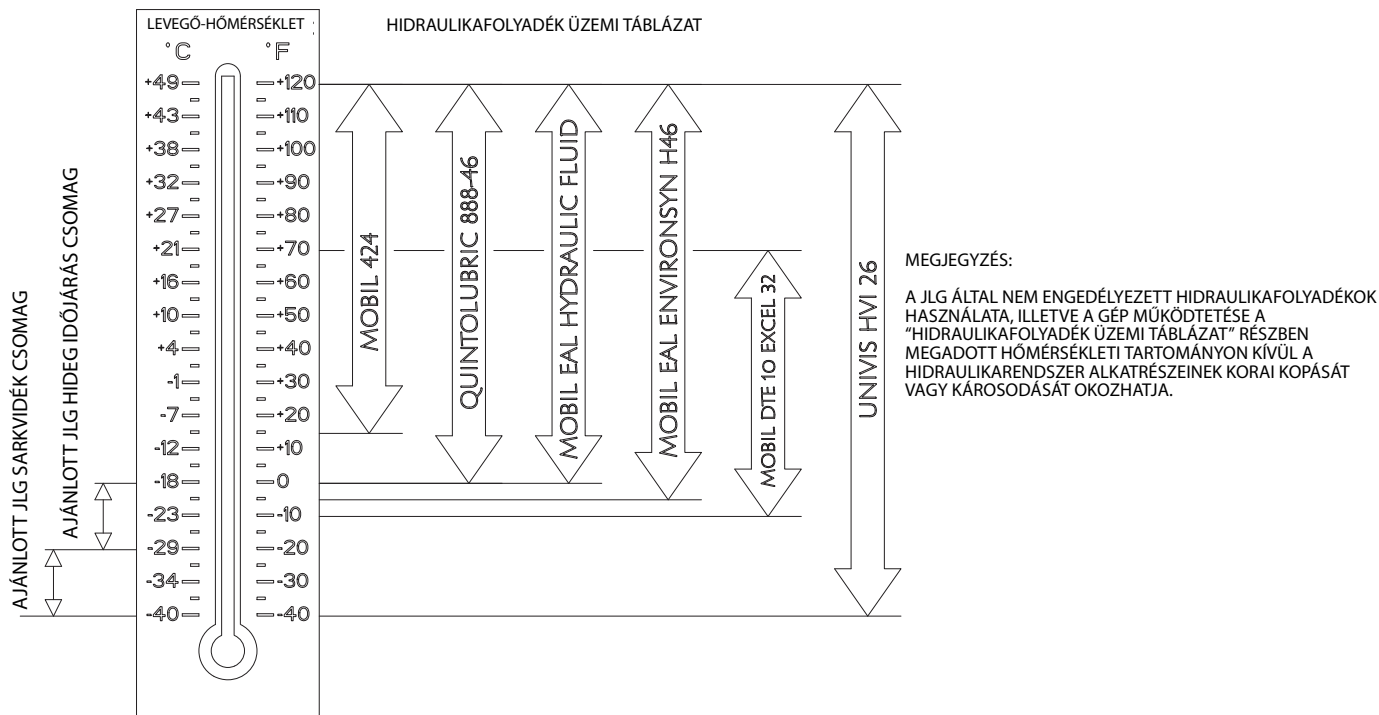 LEVEGŐ-HŐMÉRSÉKLET
HIDRAULIKAFOLYADÉK ÜZEMI TÁBLÁZAT
°C °F
+49 +120
+43 +110
+38 +100
+32 +90
+27 +80
+21 +70
+16 +60
+10 +50
+4 +40
-1 +30
-7 +20
-12 +10
-18 0
-23 -10
-29 -20
-34 -30
-40 -40
AJÁNLOTT JLG SARKVIDÉK CSOMAG
AJÁNLOTT JLG HIDEG IDŐJÁRÁS CSOMAG
MOBIL 424
QUINTOLUBRIC 888-46
MOBIL EAL HYDRAULIC FLUID
MOBIL EAL ENVIRONSYN H46
MOBIL DTE 10 EXCEL 32
UNIVIS HVI 26
MEGJEGYZÉS:
A JLG ÁLTAL NEM ENGEDÉLYEZETT HIDRAULIKAFOLYADÉKOK
HASZNÁLATA, ILLETVE A GÉP MŰKÖDTETÉSE A
“HIDRAULIKAFOLYADÉK ÜZEMI TÁBLÁZAT” RÉSZBEN
MEGADOTT HŐMÉRSÉKLETI TARTOMÁNYON KÍVÜL A
HIDRAULIKARENDSZER ALKATRÉSZEINEK KORAI KOPÁSÁT
VAGY KÁROSODÁSÁT OKOZHATJA.